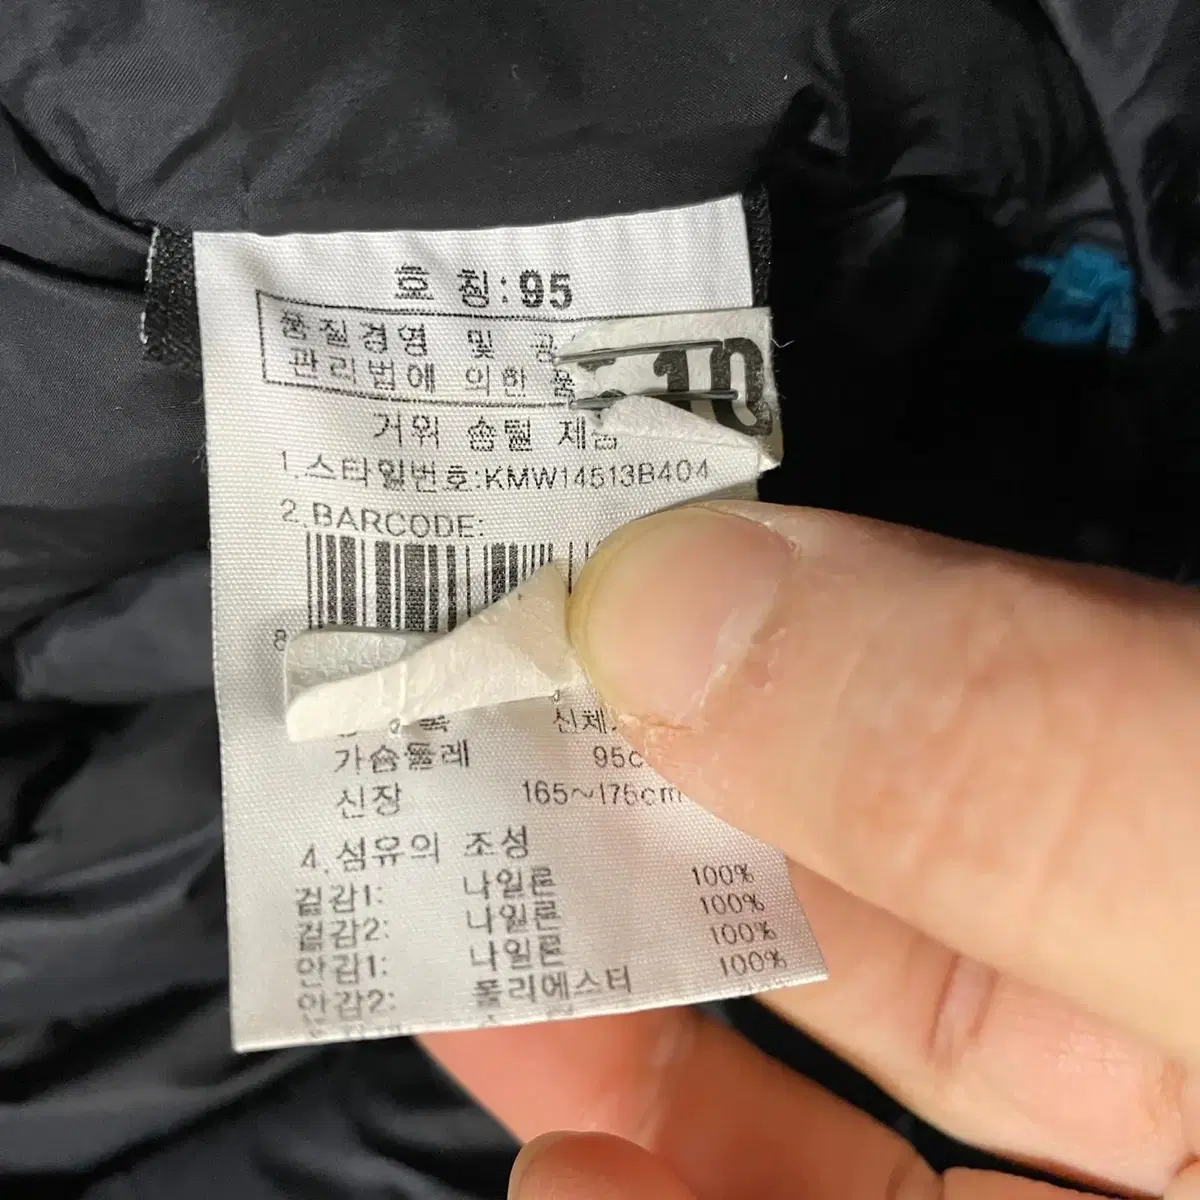 호 칭:95
품질경영 및 공
관리법에 의한 품
10
거위 솜털 제품
1.스타일번호:KMW14513B404
2.BARCODE:
8
신체
가슴둘레 95c
신장 165~175cm
4.섬유의 조성
겉감1: 나일론 100%
겉감2: 나일론 100%
안감1: 나일론 100%
안감2: 폴리에스터 100%